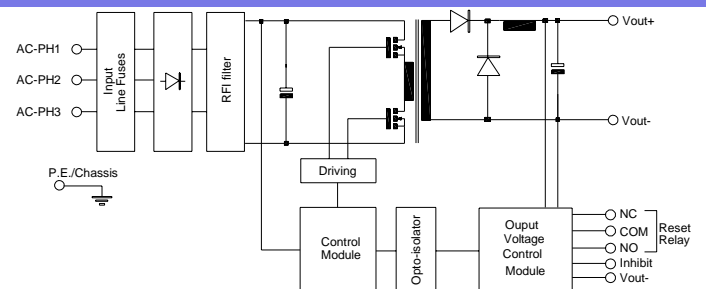 AC-PH1
AC-PH2
AC-PH3
Input
Line Fuses
RFI filter
Vout+
Vout-
P.E./Chassis
Driving
Control
Module
Opto-isolator
Ouput
Voltage
Control
Module
NC
COM
NO
Inhibit
Vout-
Reset
Relay